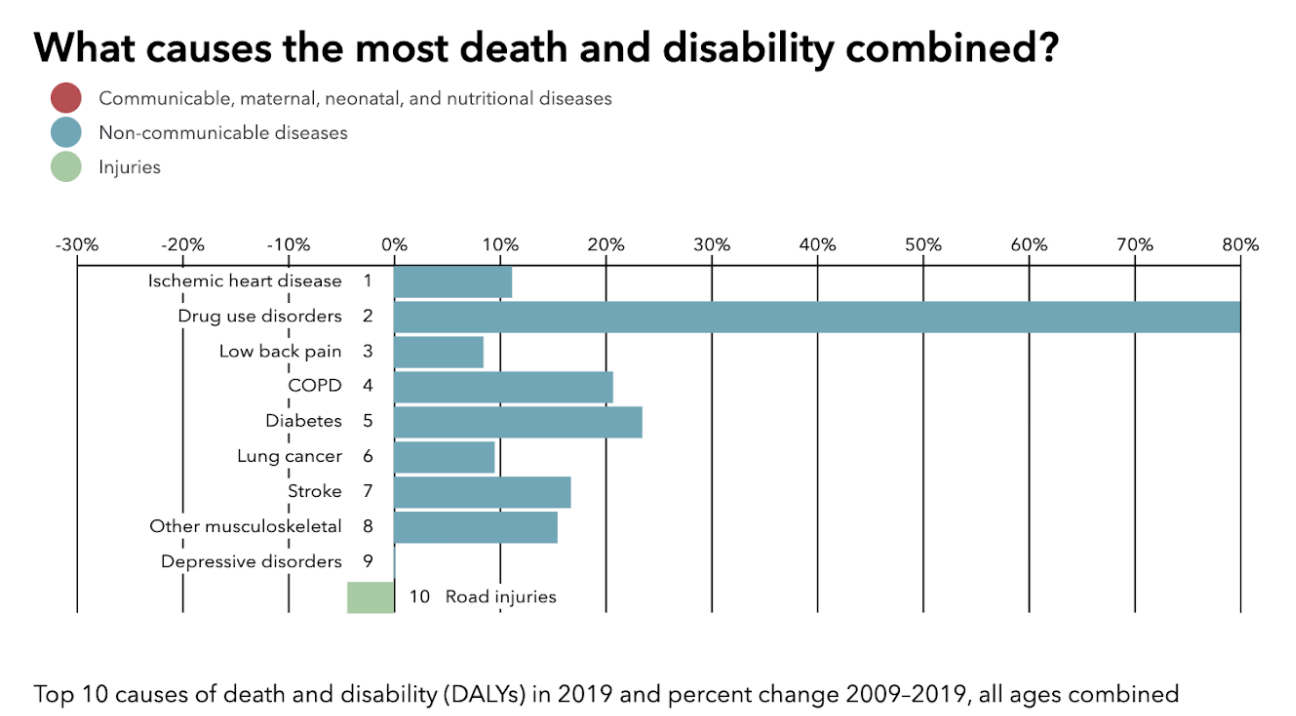 What causes the most death and disability combined?
Communicable, maternal, neonatal, and nutritional diseases
Non-communicable diseases
Injuries
-30% -20% -10% 0% 10% 20% 30% 40% 50% 60% 70% 80%
Ischemic heart disease 1
Drug use disorders 2
Low back pain 3
COPD 4
Diabetes 5
Lung cancer 6
Stroke 7
Other musculoskeletal 8
Depressive disorders 9
10 Road injuries
Top 10 causes of death and disability (DALYs) in 2019 and percent change 2009–2019, all ages combined